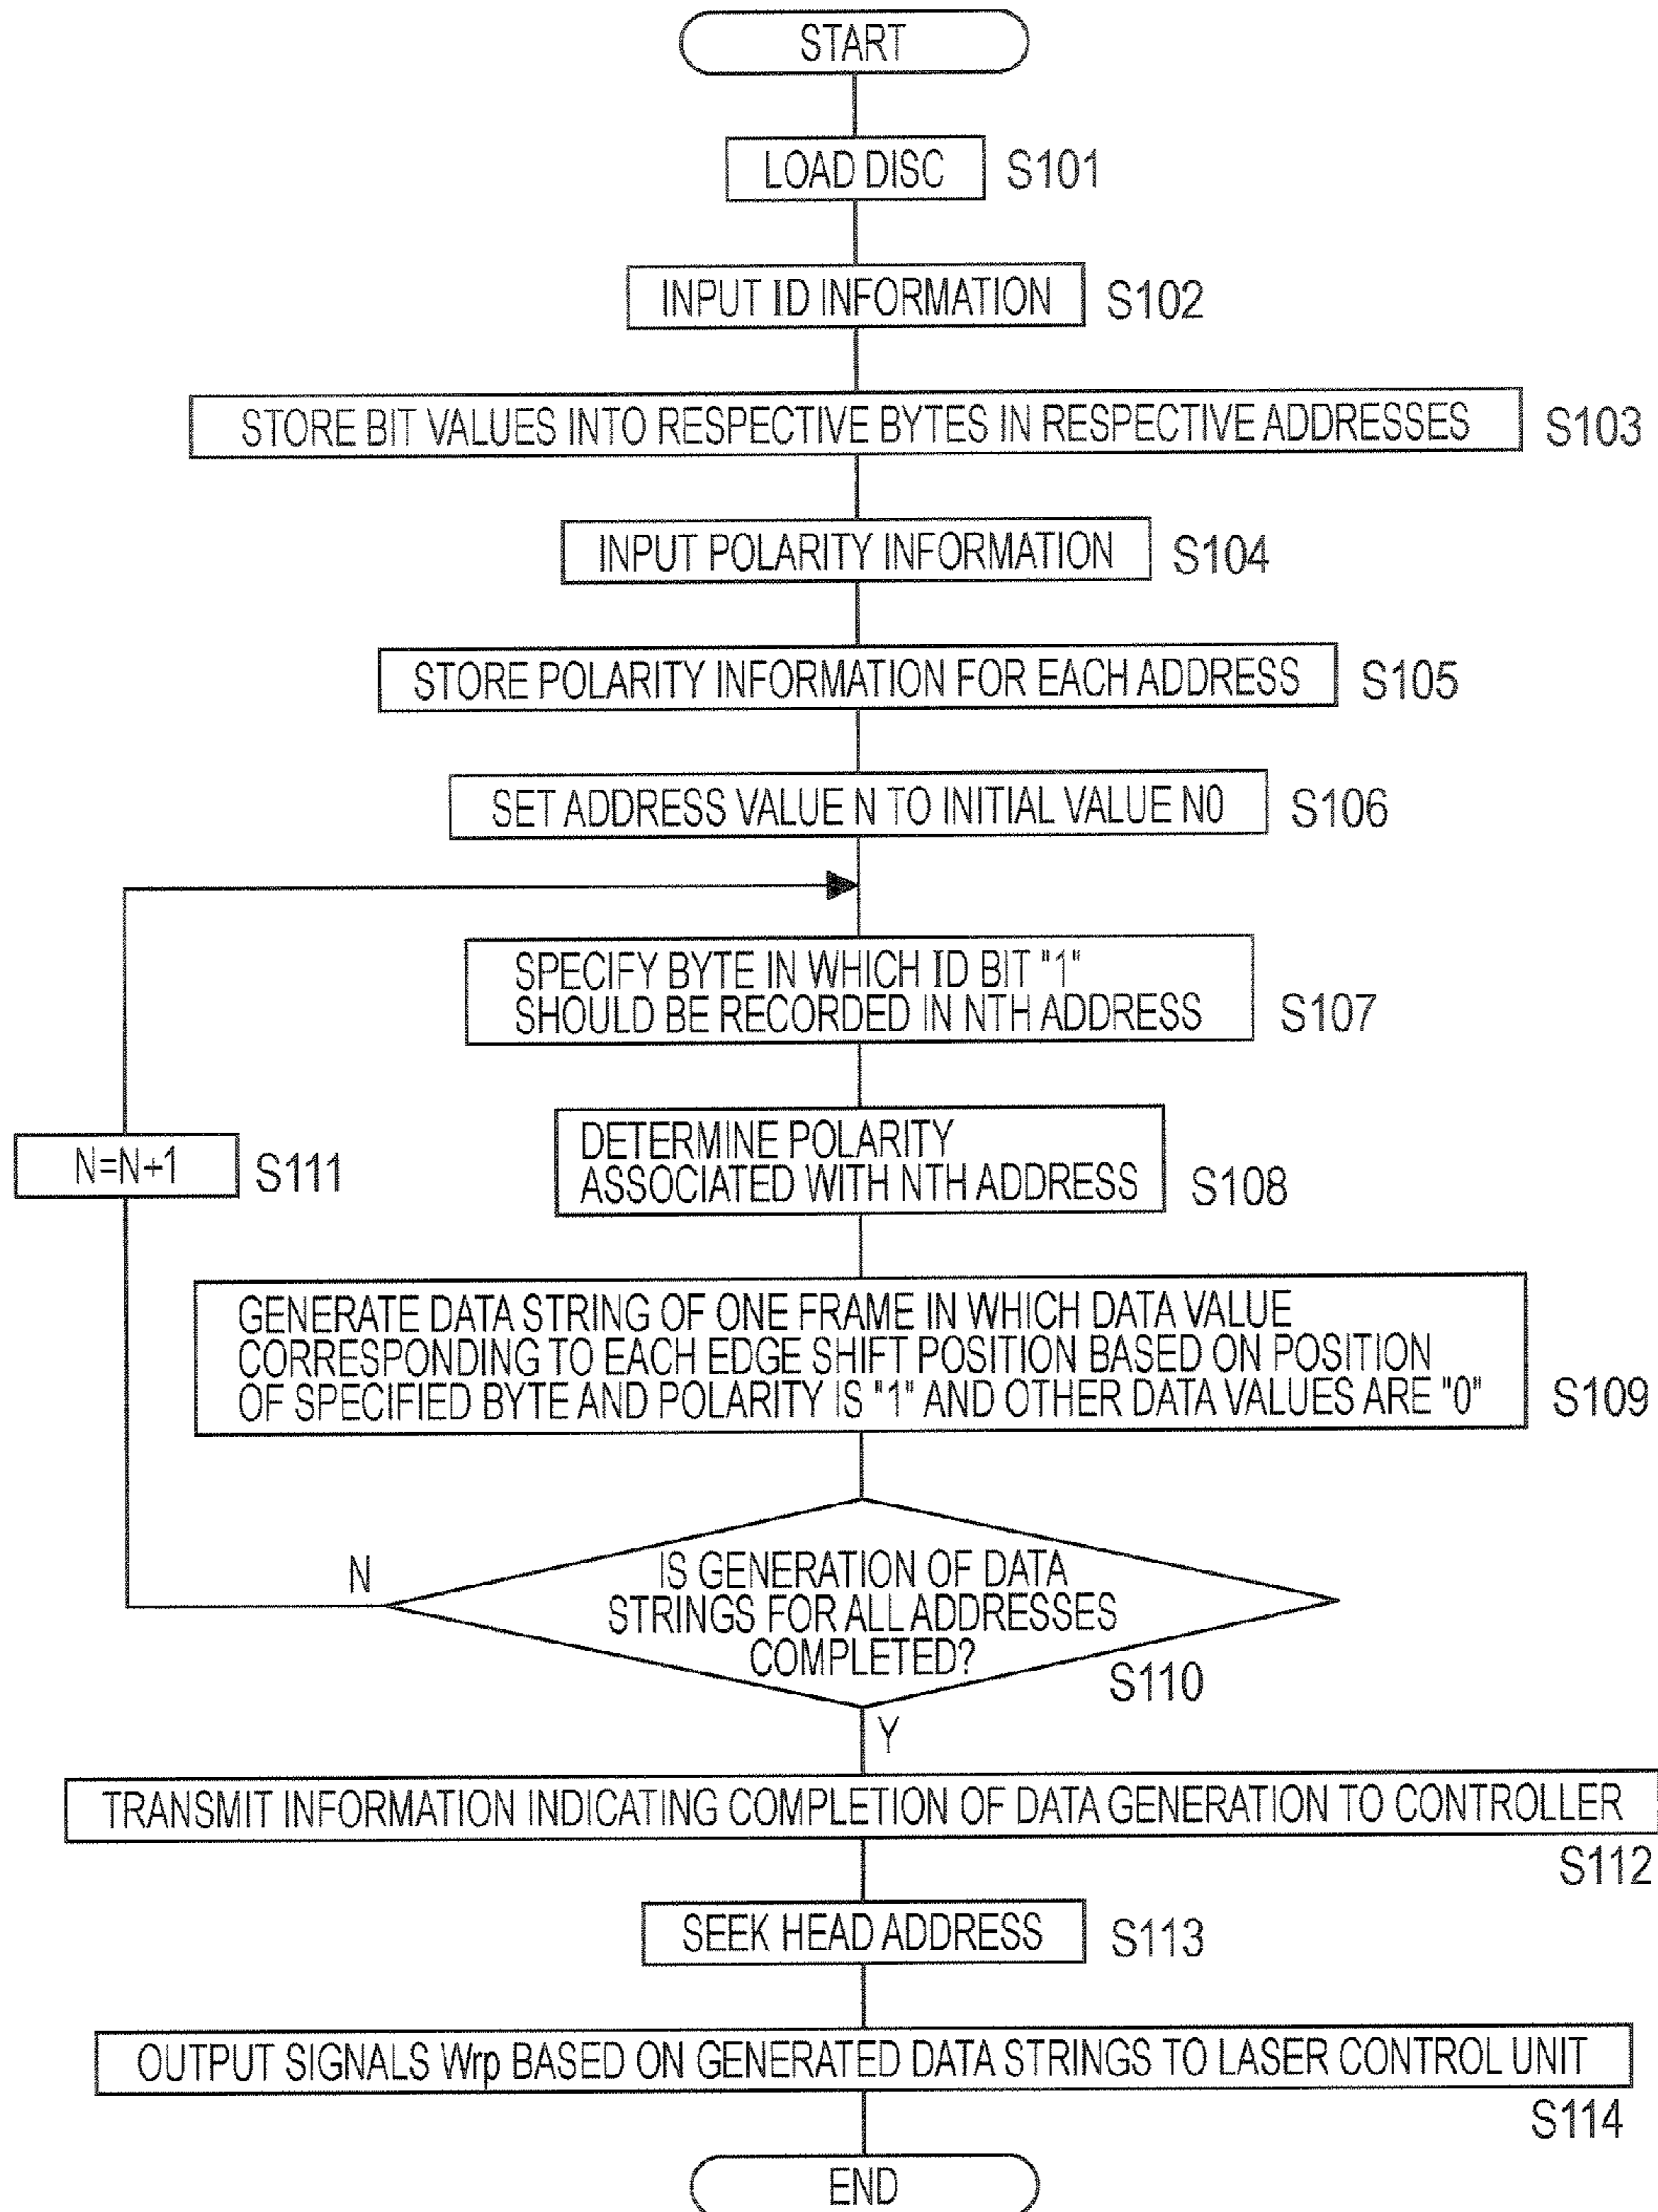 START
LOAD DISC
S101
INPUT ID INFORMATION
S102
STORE BIT VALUES INTO RESPECTIVE BYTES IN RESPECTIVE ADDRESSES
S103
INPUT POLARITY INFORMATION
S104
STORE POLARITY INFORMATION FOR EACH ADDRESS
S105
SET ADDRESS VALUE N TO INITIAL VALUE N0
S106
SPECIFY BYTE IN WHICH ID BIT "1"
SHOULD BE RECORDED IN NTH ADDRESS
S107
N=N+1
S111
DETERMINE POLARITY
ASSOCIATED WITH NTH ADDRESS
S108
GENERATE DATA STRING OF ONE FRAME IN WHICH DATA VALUE
CORRESPONDING TO EACH EDGE SHIFT POSITION BASED ON POSITION
OF SPECIFIED BYTE AND POLARITY IS "1" AND OTHER DATA VALUES ARE "0"
S109
N
IS GENERATION OF DATA
STRINGS FOR ALL ADDRESSES
COMPLETED?
S110
Y
TRANSMIT INFORMATION INDICATING COMPLETION OF DATA GENERATION TO CONTROLLER
S112
SEEK HEAD ADDRESS
S113
OUTPUT SIGNALS Wrp BASED ON GENERATED DATA STRINGS TO LASER CONTROL UNIT
S114
END